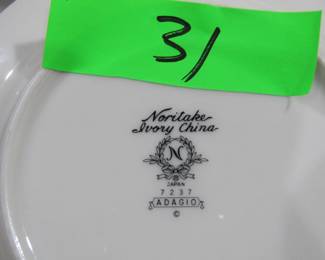 31
Noritake
Ivory China
N
JAPAN
7237
ADAGIO
©